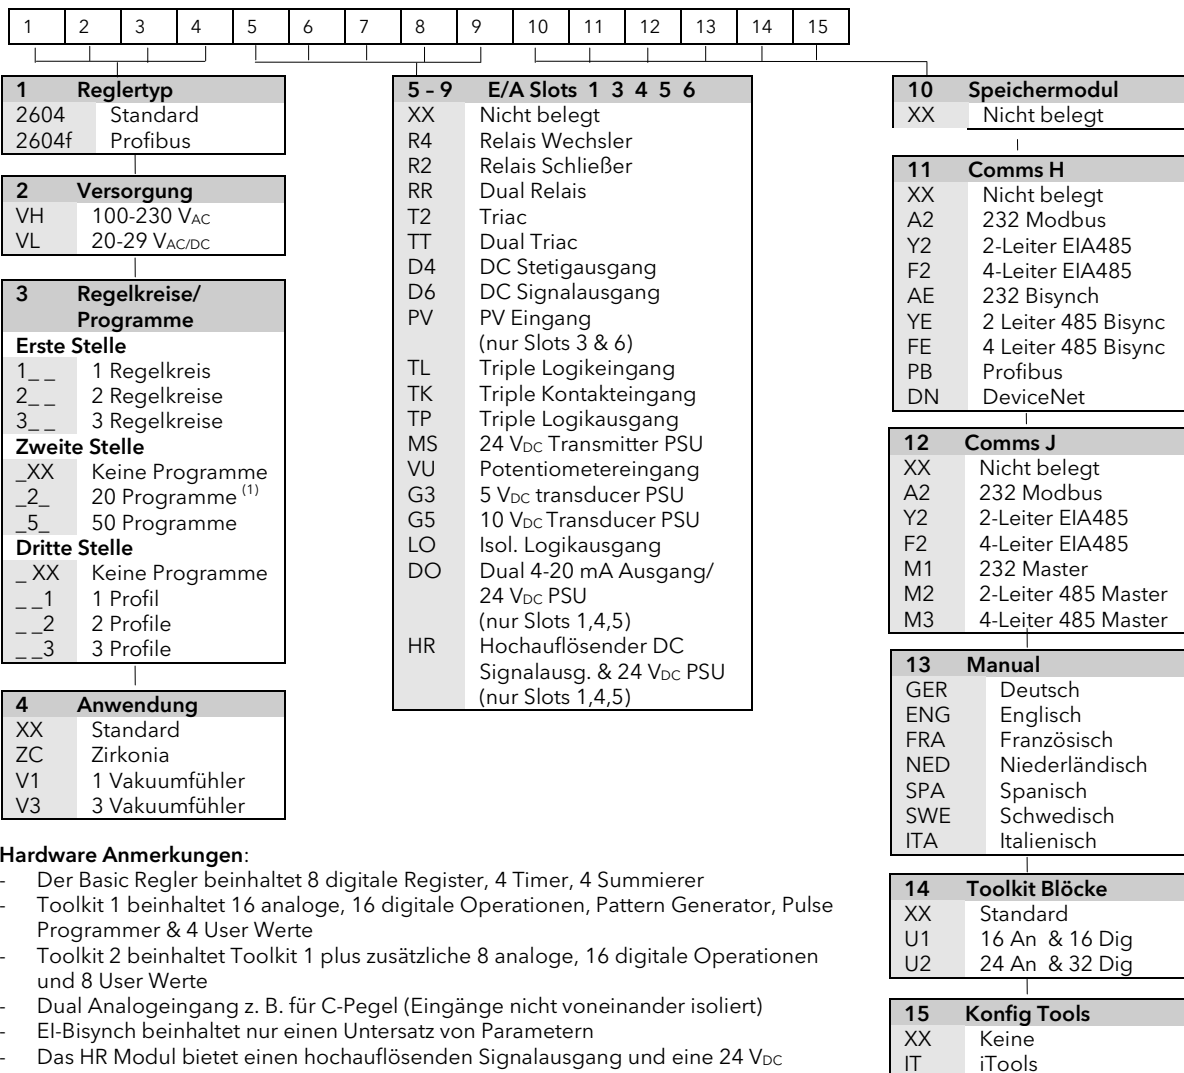 1 2 3 4 5 6 7 8 9 10 11 12 13 14 15
1 Reglertyp
2604 Standard
2604f Profibus
2 Versorgung
VH 100-230 VAC
VL 20-29 VAC/DC
3 Regelkreise/
Programme
Erste Stelle
1_ _ 1 Regelkreis
2_ _ 2 Regelkreise
3_ _ 3 Regelkreise
Zweite Stelle
_XX Keine Programme
_2_ 20 Programme (1)
_5_ 50 Programme
Dritte Stelle
_ XX Keine Programme
_ _1 1 Profil
_ _2 2 Profile
_ _3 3 Profile
4 Anwendung
XX Standard
ZC Zirkonia
V1 1 Vakuumfühler
V3 3 Vakuumfühler
5 – 9 E/A Slots 1 3 4 5 6
XX Nicht belegt
R4 Relais Wechsler
R2 Relais Schließer
RR Dual Relais
T2 Triac
TT Dual Triac
D4 DC Stetigausgang
D6 DC Signalausgang
PV PV Eingang
(nur Slots 3 & 6)
TL Triple Logikeingang
TK Triple Kontakteingang
TP Triple Logikausgang
MS 24 VDC Transmitter PSU
VU Potentiometereingang
G3 5 VDC transducer PSU
G5 10 VDC Transducer PSU
LO Isol. Logikausgang
DO Dual 4-20 mA Ausgang/
24 VDC PSU
(nur Slots 1,4,5)
HR Hochauflösender DC
Signalausg. & 24 VDC PSU
(nur Slots 1,4,5)
10 Speichermodul
XX Nicht belegt
11 Comms H
XX Nicht belegt
A2 232 Modbus
Y2 2-Leiter EIA485
F2 4-Leiter EIA485
AE 232 Bisynch
YE 2 Leiter 485 Bisync
FE 4 Leiter 485 Bisync
PB Profibus
DN DeviceNet
12 Comms J
XX Nicht belegt
A2 232 Modbus
Y2 2-Leiter EIA485
F2 4-Leiter EIA485
M1 232 Master
M2 2-Leiter 485 Master
M3 4-Leiter 485 Master
13 Manual
GER Deutsch
ENG Englisch
FRA Französisch
NED Niederländisch
SPA Spanisch
SWE Schwedisch
ITA Italienisch
14 Toolkit Blöcke
XX Standard
U1 16 An & 16 Dig
U2 24 An & 32 Dig
15 Konfig Tools
XX Keine
IT iTools
Hardware Anmerkungen:
- Der Basic Regler beinhaltet 8 digitale Register, 4 Timer, 4 Summierer
- Toolkit 1 beinhaltet 16 analoge, 16 digitale Operationen, Pattern Generator, Pulse
Programmer & 4 User Werte
- Toolkit 2 beinhaltet Toolkit 1 plus zusätzliche 8 analoge, 16 digitale Operationen
und 8 User Werte
- Dual Analogeingang z. B. für C-Pegel (Eingänge nicht voneinander isoliert)
- EI-Bisynch beinhaltet nur einen Untersatz von Parametern
- Das HR Modul bietet einen hochauflösenden Signalausgang und eine 24 VDC